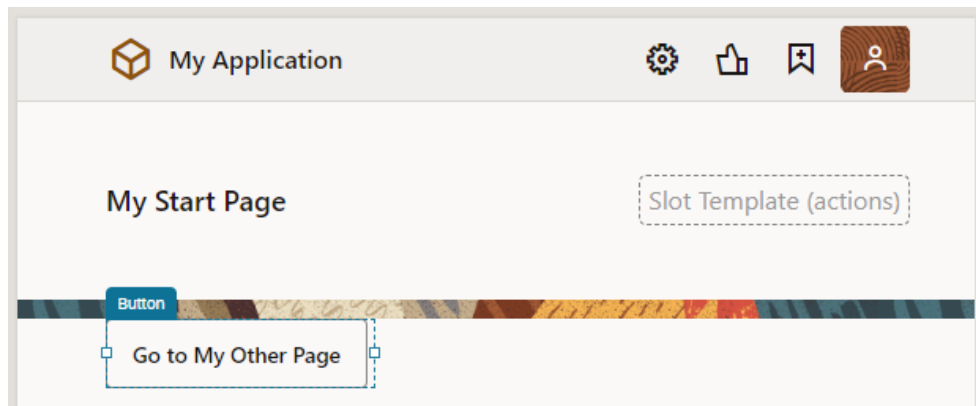 My Application
My Start Page
Slot Template (actions)
Button
Go to My Other Page